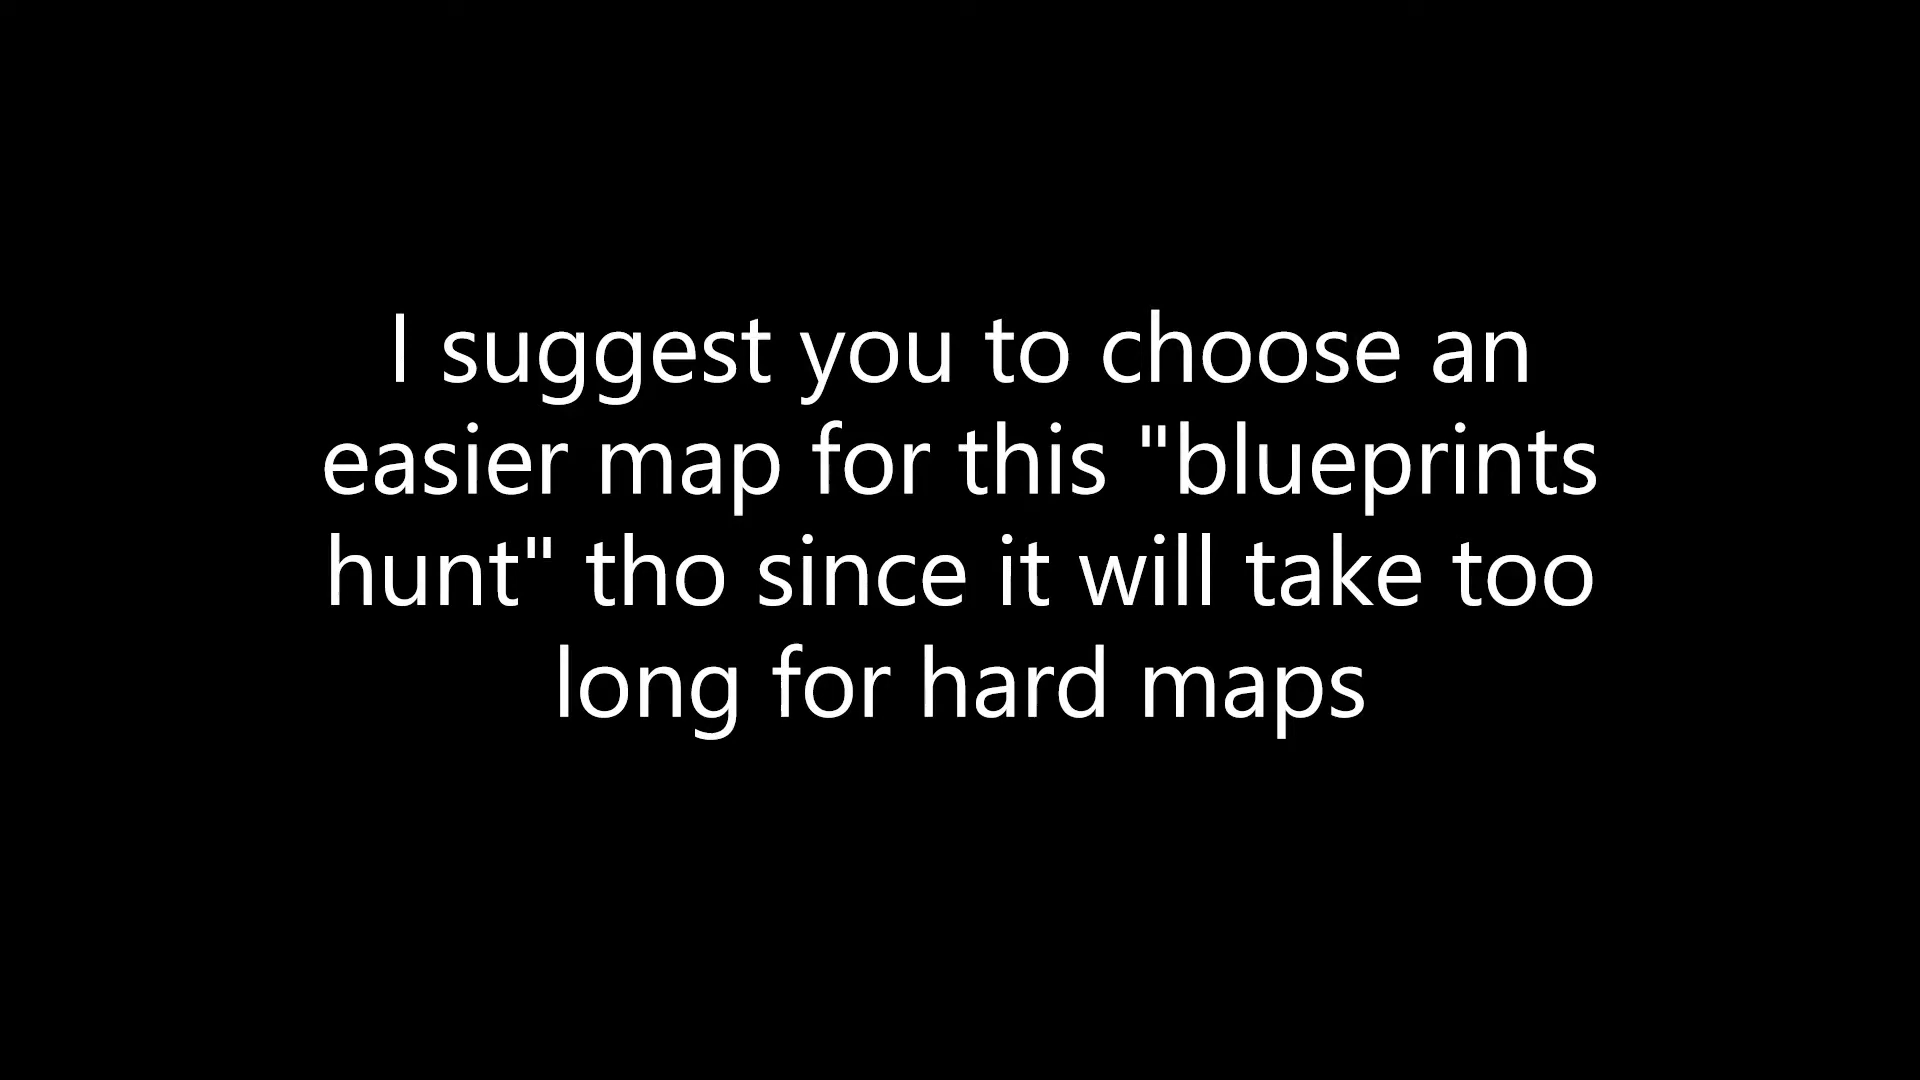 I suggest you to choose an
easier map for this "blueprints
hunt" tho since it will take too
long for hard maps